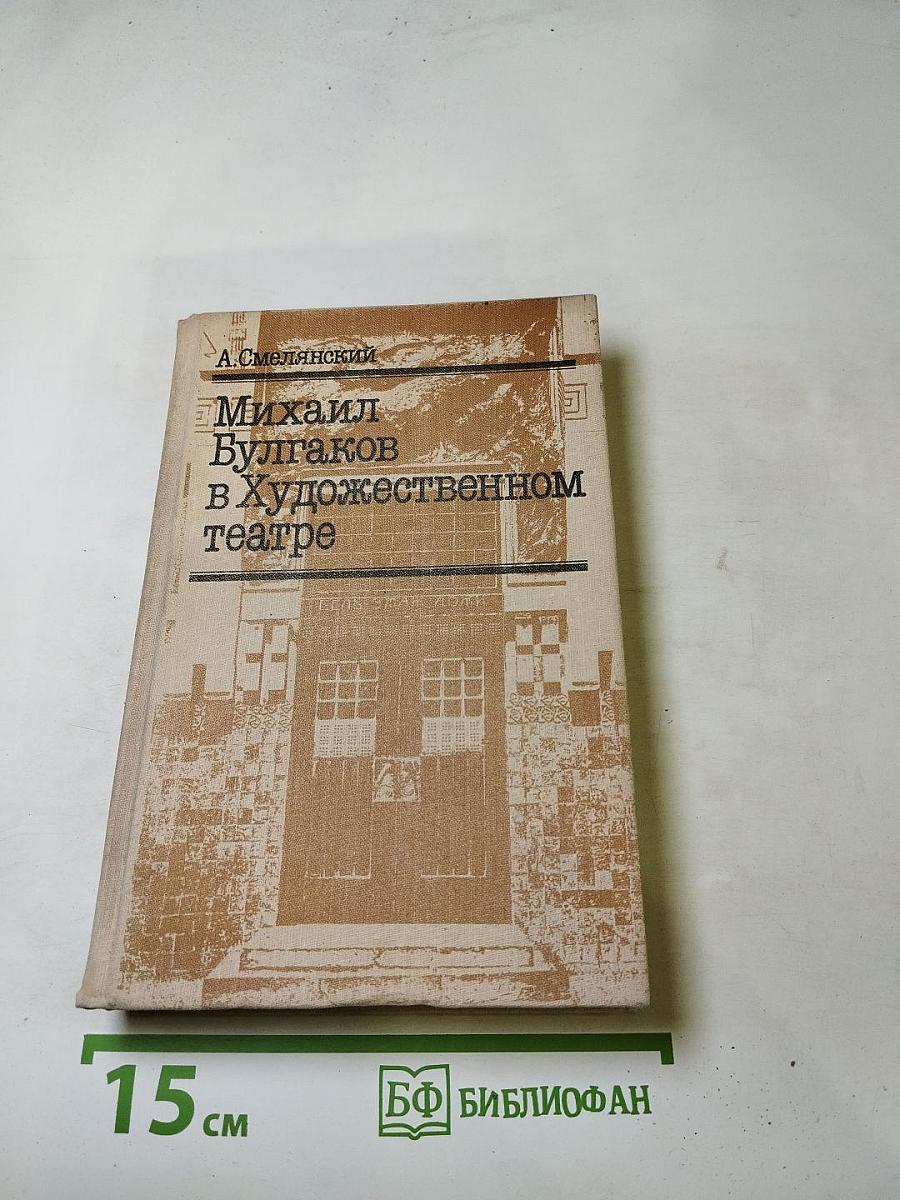 А. Смелянский
Михаил
Булгаков
в Художественном
театре
15 см
БФ БИБЛИОФАН